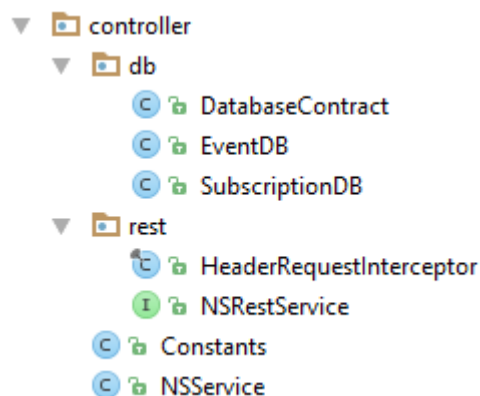 controller
db
C DatabaseContract
C EventDB
C SubscriptionDB
rest
C HeaderRequestInterceptor
I NSRestService
C Constants
C NSService